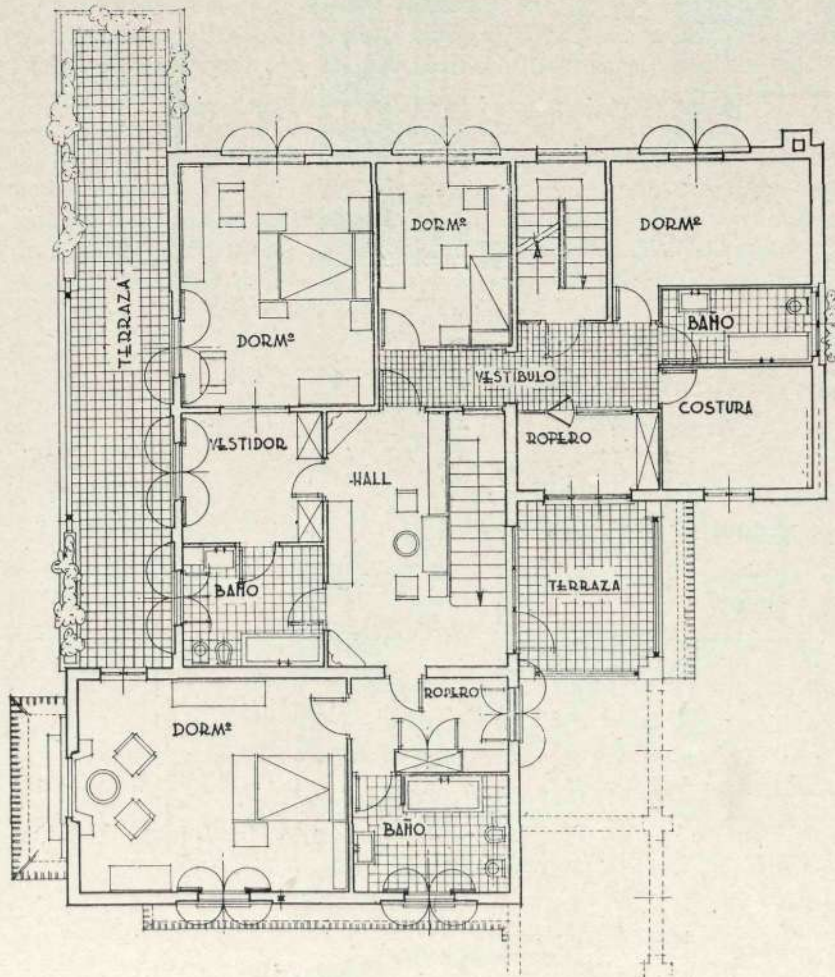 TERRAZA
DORMº
DORMº
DORMº
BAÑO
VESTIBULO
COSTURA
VESTIDOR
HALL
ROPERO
BAÑO
TERRAZA
DORMº
ROPERO
BAÑO